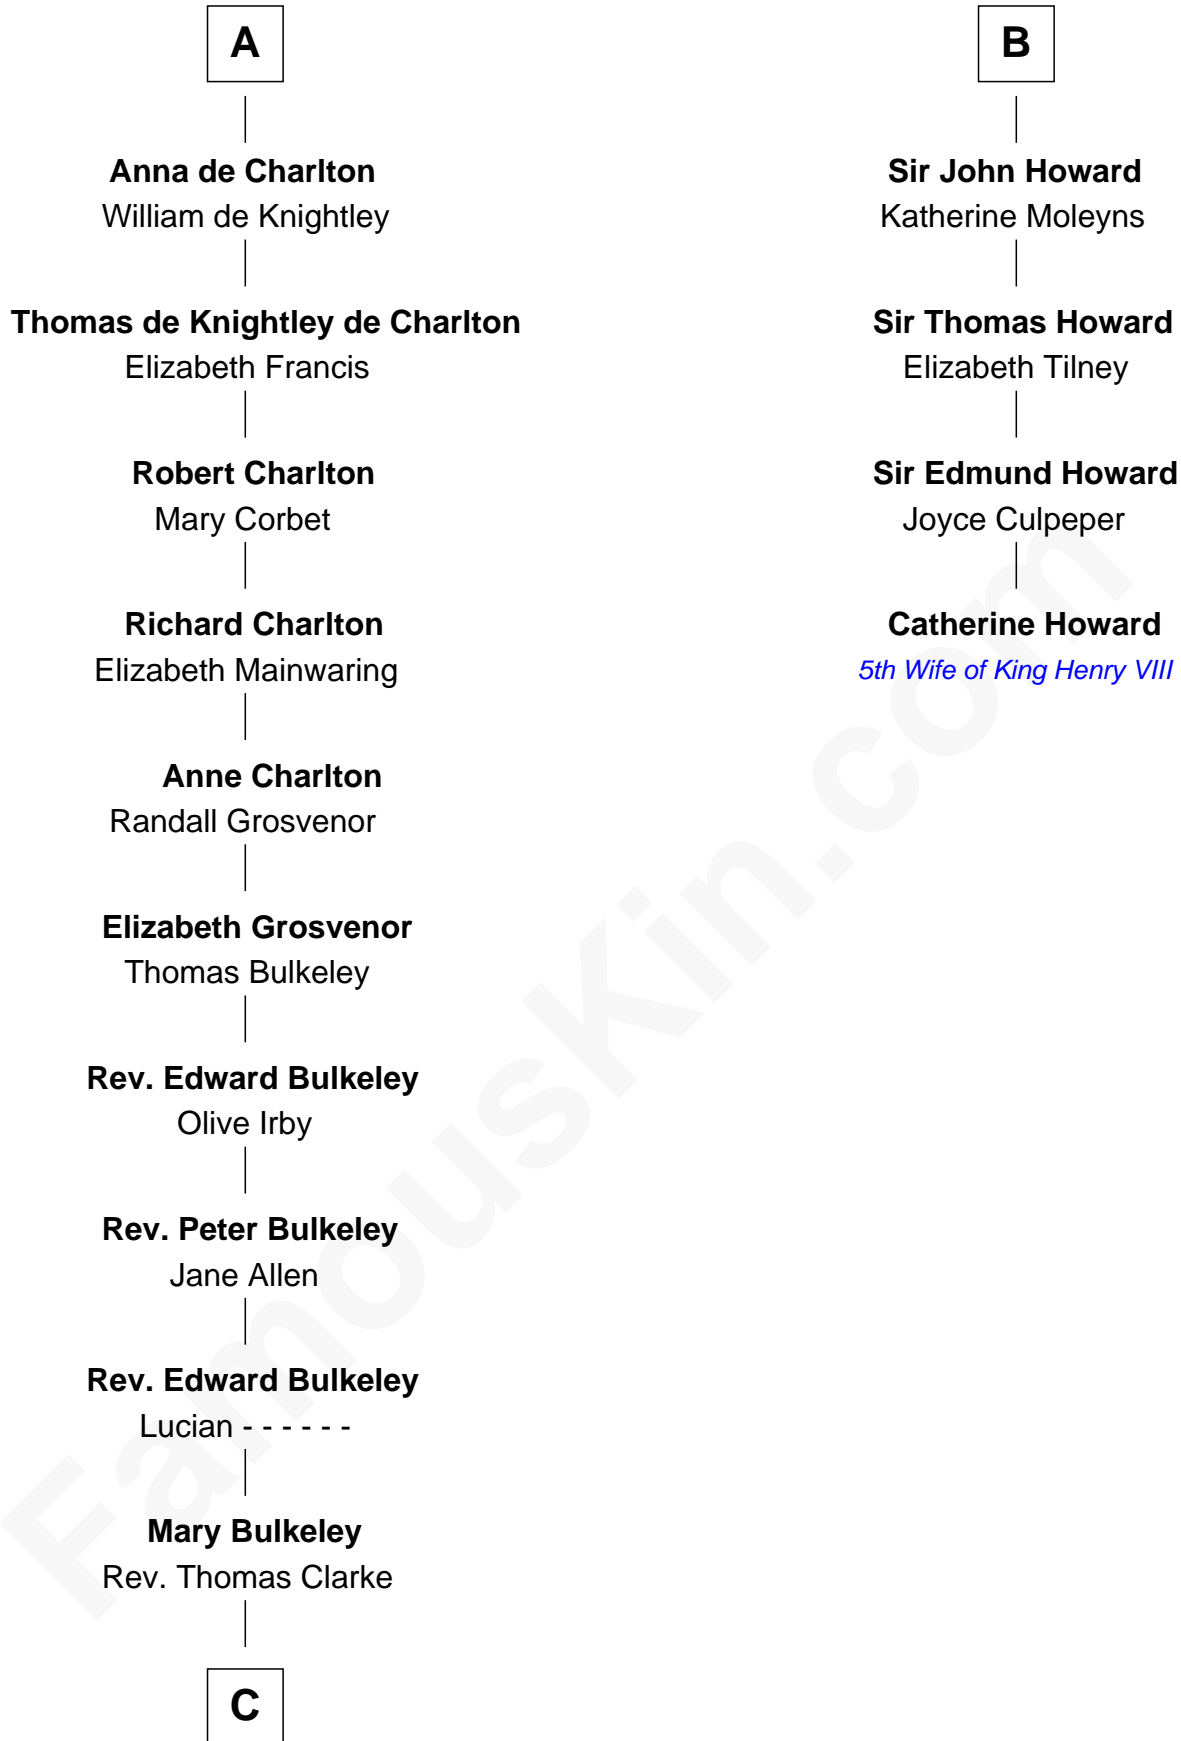 A
Anna de Charlton
William de Knightley
Thomas de Knightley de Charlton
Elizabeth Francis
Robert Charlton
Mary Corbet
Richard Charlton
Elizabeth Mainwaring
Anne Charlton
Randall Grosvenor
Elizabeth Grosvenor
Thomas Bulkeley
Rev. Edward Bulkeley
Olive Irby
Rev. Peter Bulkeley
Jane Allen
Rev. Edward Bulkeley
Lucian - - - - - -
Mary Bulkeley
Rev. Thomas Clarke
C
B
Sir John Howard
Katherine Moleyns
Sir Thomas Howard
Elizabeth Tilney
Sir Edmund Howard
Joyce Culpeper
Catherine Howard
5th Wife of King Henry VIII
FamousKin.com